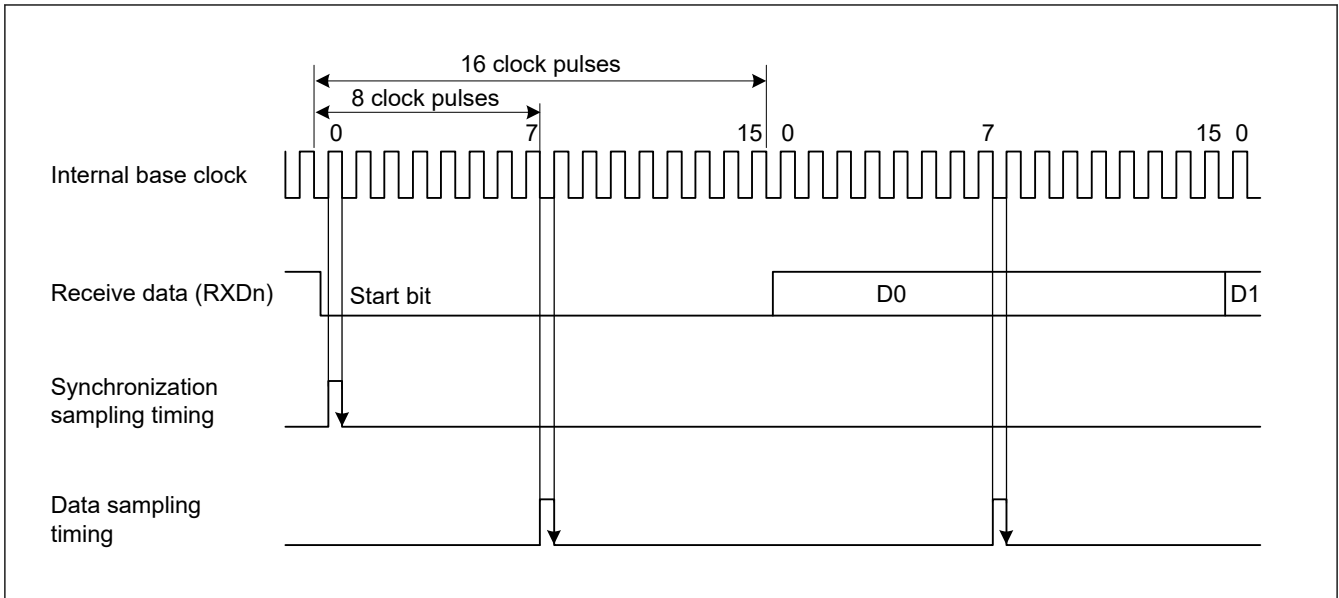 16 clock pulses
8 clock pulses
0 7 15 0 7 15 0
Internal base clock
Receive data (RXDn)
Start bit
D0
D1
Synchronization
sampling timing
Data sampling
timing